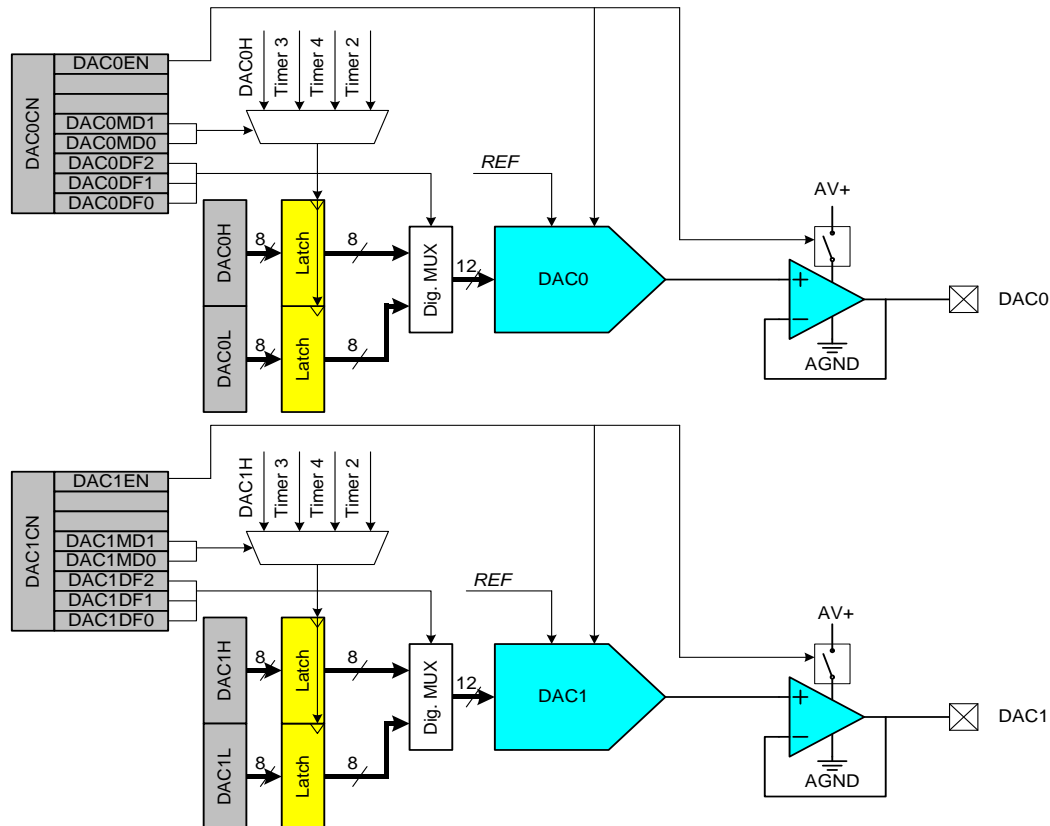 DAC0CN
DAC0EN
DAC0MD1
DAC0MD0
DAC0DF2
DAC0DF1
DAC0DF0
DAC0H
Timer 3
Timer 4
Timer 2
REF
AV+
DAC0H
8
Latch
8
Dig. MUX
12
DAC0
+
−
DAC0
DAC0L
8
Latch
8
AGND
DAC1CN
DAC1EN
DAC1MD1
DAC1MD0
DAC1DF2
DAC1DF1
DAC1DF0
DAC1H
Timer 3
Timer 4
Timer 2
REF
AV+
DAC1H
8
Latch
8
Dig. MUX
12
DAC1
+
−
DAC1
DAC1L
8
Latch
8
AGND